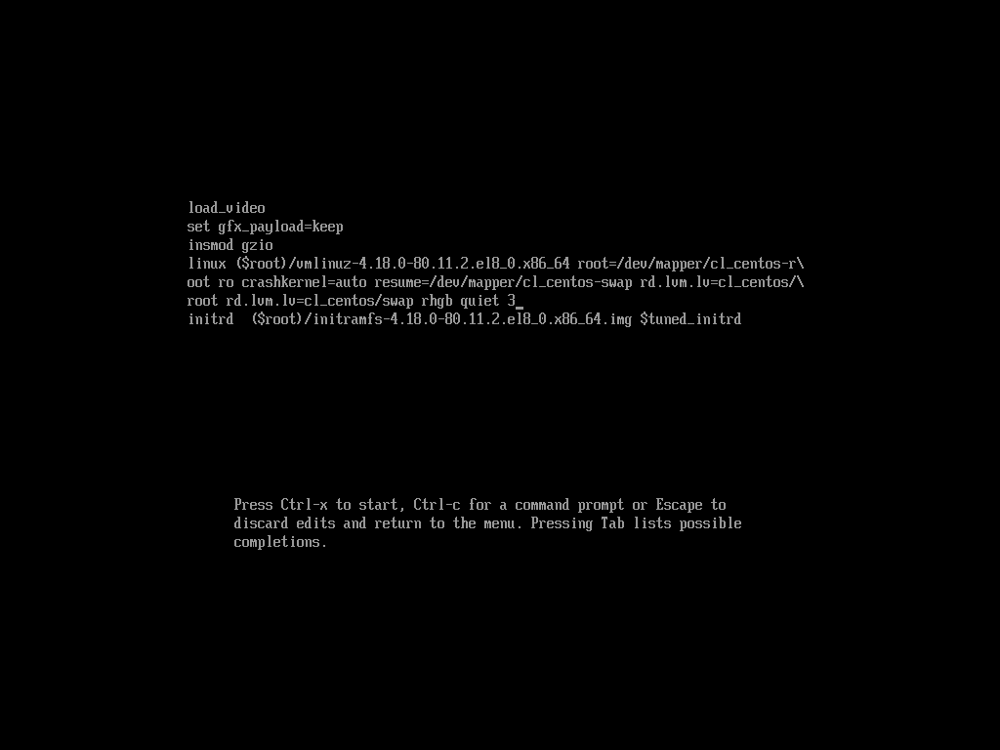 load_video
set gfx_payload=keep
insmod gzio
linux ($root)/vmlinuz-4.18.0-80.11.2.el8_0.x86_64 root=/dev/mapper/cl_centos-r\
oot ro crashkernel=auto resume=/dev/mapper/cl_centos-swap rd.lvm.lv=cl_centos/\
root rd.lvm.lv=cl_centos/swap rhgb quiet 3_
initrd  ($root)/initramfs-4.18.0-80.11.2.el8_0.x86_64.img $tuned_initrd
Press Ctrl-x to start, Ctrl-c for a command prompt or Escape to
discard edits and return to the menu. Pressing Tab lists possible
completions.